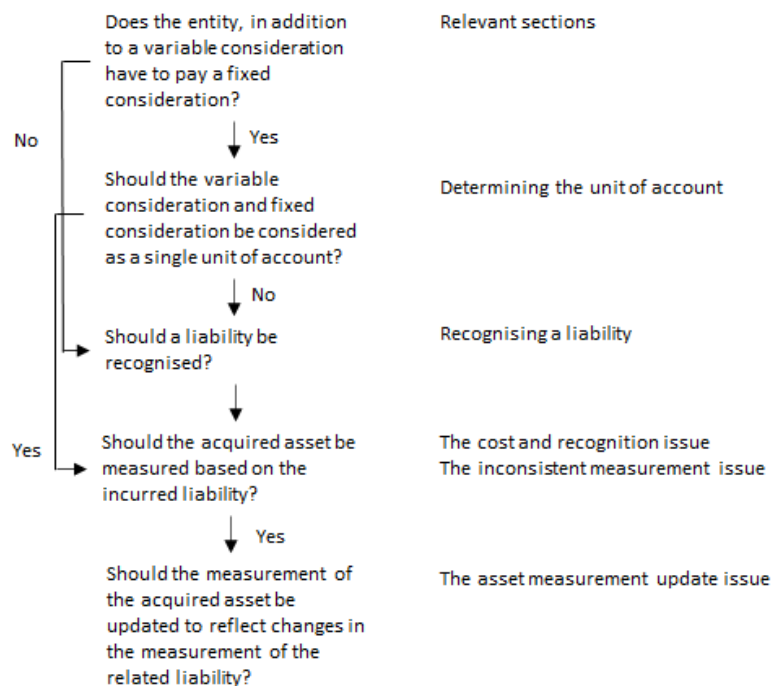 Does the entity, in addition
to a variable consideration
have to pay a fixed
consideration?
Relevant sections
No
Yes
Should the variable
consideration and fixed
consideration be considered
as a single unit of account?
Determining the unit of account
No
Should a liability be
recognised?
Recognising a liability
Yes
Should the acquired asset be
measured based on the
incurred liability?
The cost and recognition issue
The inconsistent measurement issue
Yes
Should the measurement of
the acquired asset be
updated to reflect changes in
the measurement of the
related liability?
The asset measurement update issue